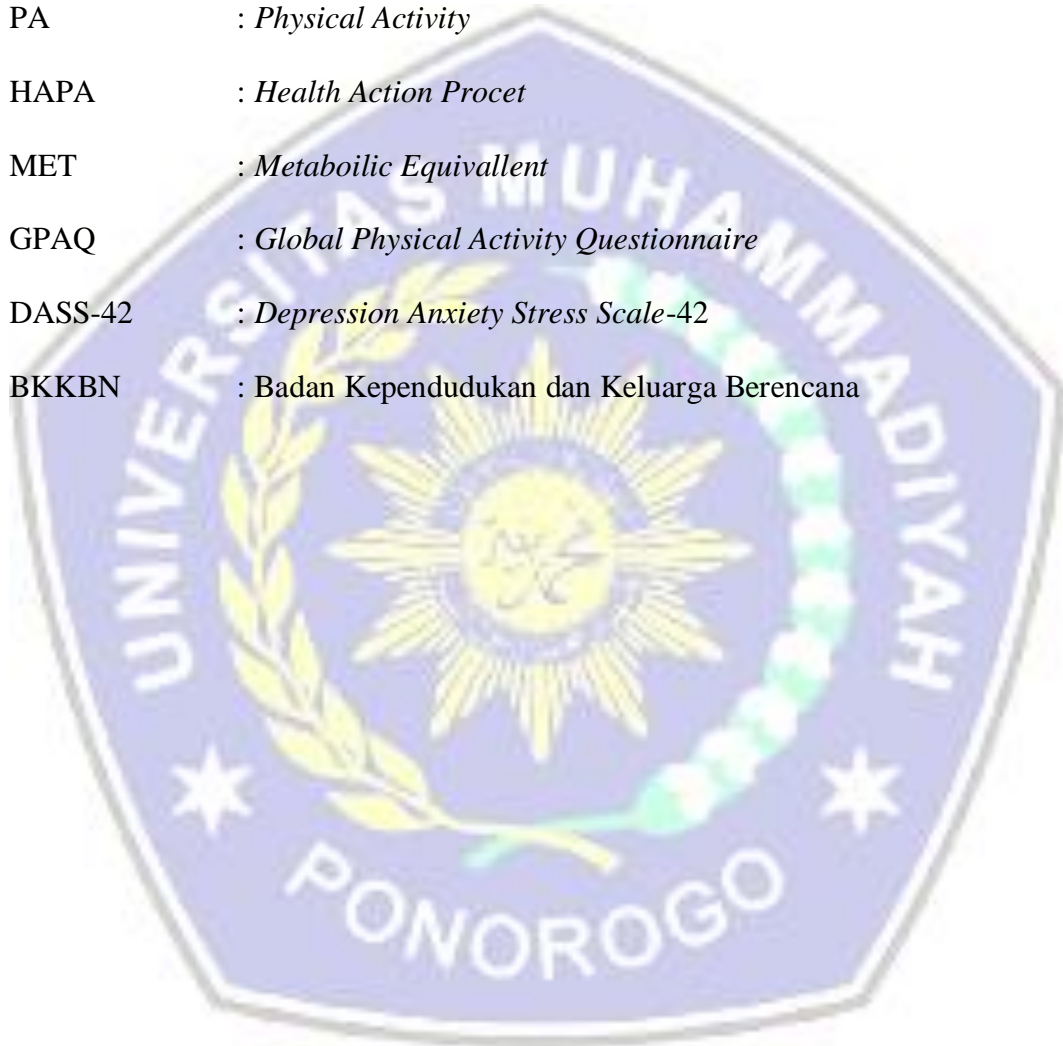 PA : Physical Activity
HAPA : Health Action Procet
MET : Metaboilic Equivallent
GPAQ : Global Physical Activity Questionnaire
DASS-42 : Depression Anxiety Stress Scale-42
BKKBN : Badan Kependudukan dan Keluarga Berencana
UNIVERSITAS MUHAMMADIYAH
PONOROGO